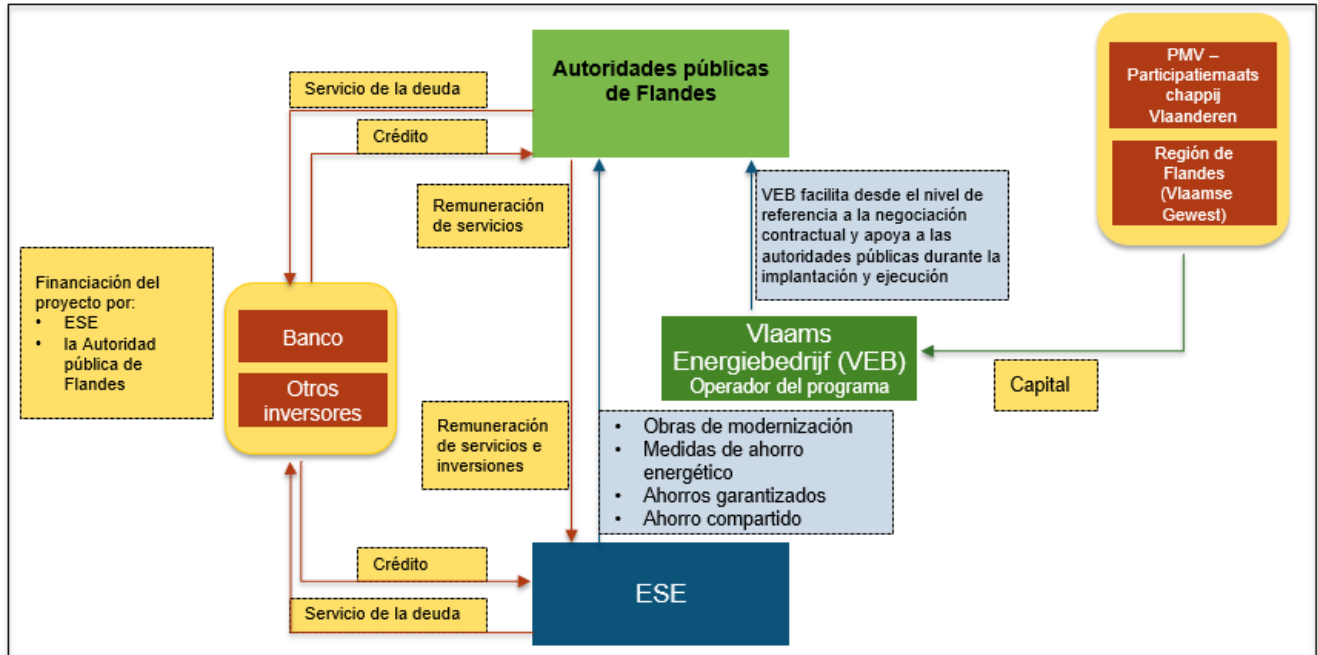 Autoridades públicas
de Flandes
PMV –
Participatiemaats
chappij
Vlaanderen
Región de
Flandes
(Vlaamse
Gewest)
Servicio de la deuda
Crédito
Remuneración
de servicios
VEB facilita desde el nivel de
referencia a la negociación
contractual y apoya a las
autoridades públicas durante la
implantación y ejecución
Financiación del
proyecto por:
• ESE
• la Autoridad
pública de
Flandes
Banco
Otros
inversores
Vlaams
Energiebedrijf (VEB)
Operador del programa
Capital
Remuneración
de servicios e
inversiones
• Obras de modernización
• Medidas de ahorro
energético
• Ahorros garantizados
• Ahorro compartido
Crédito
Servicio de la deuda
ESE